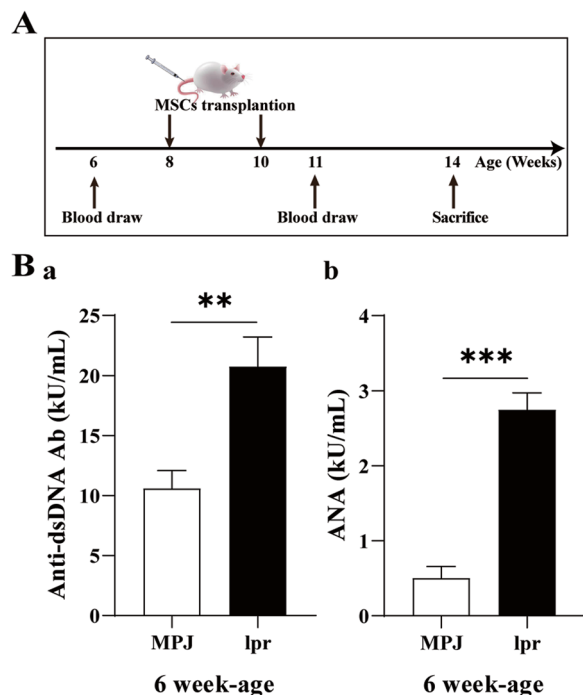 A
MSCs transplantion
6 8 10 11 14 Age (Weeks)
Blood draw Blood draw Sacrifice
B a b
Anti-dsDNA Ab (kU/mL)
25
20
15
10
5
0
**
MPJ lpr
6 week-age
ANA (kU/mL)
4
3
2
1
0
***
MPJ lpr
6 week-age